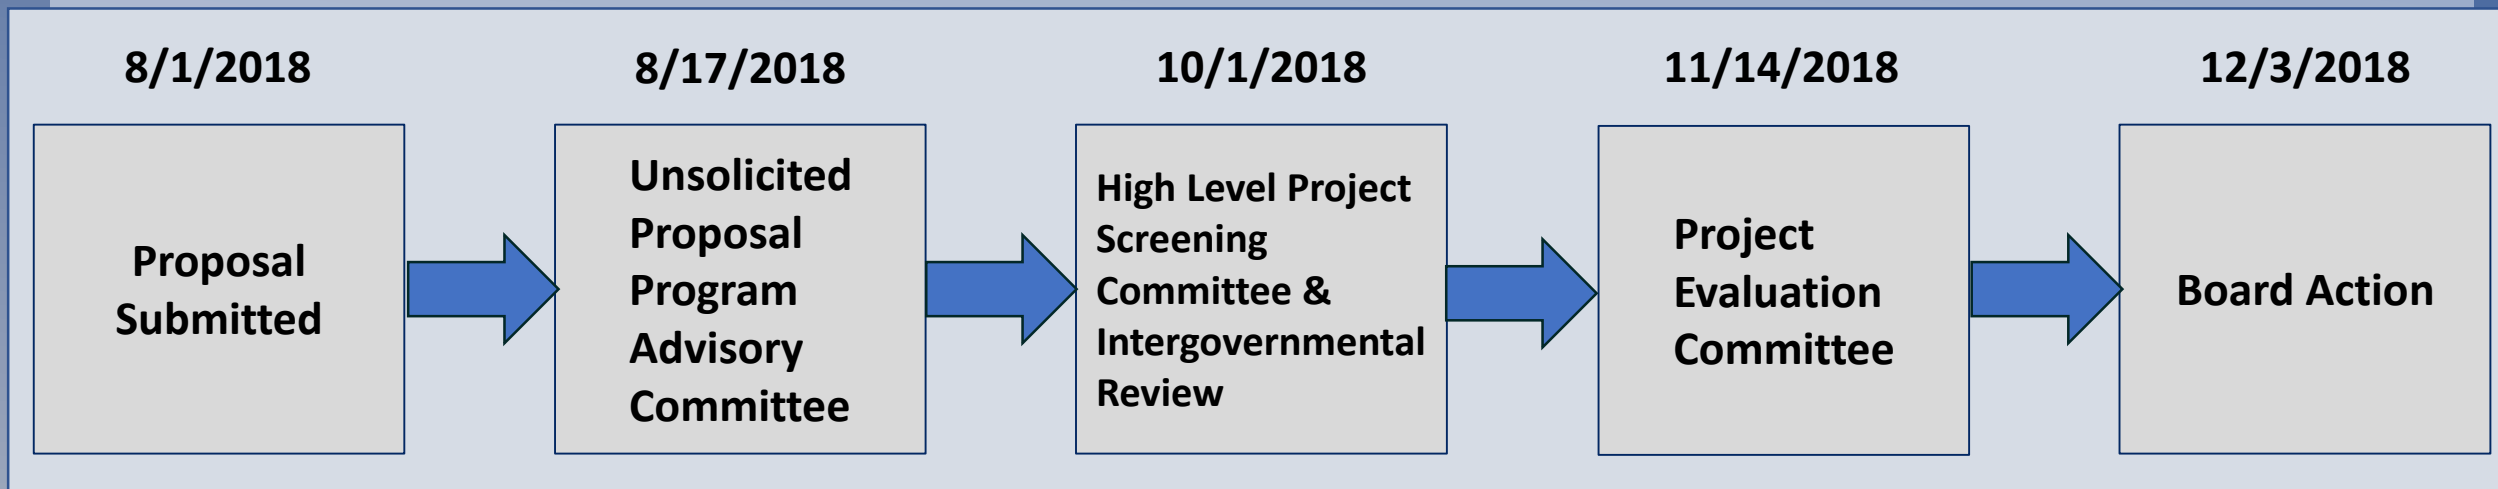 8/1/2018
8/17/2018
10/1/2018
11/14/2018
12/3/2018
Proposal
Submitted
Unsolicited
Proposal
Program
Advisory
Committee
High Level Project
Screening
Committee &
Intergovernmental
Review
Project
Evaluation
Committee
Board Action